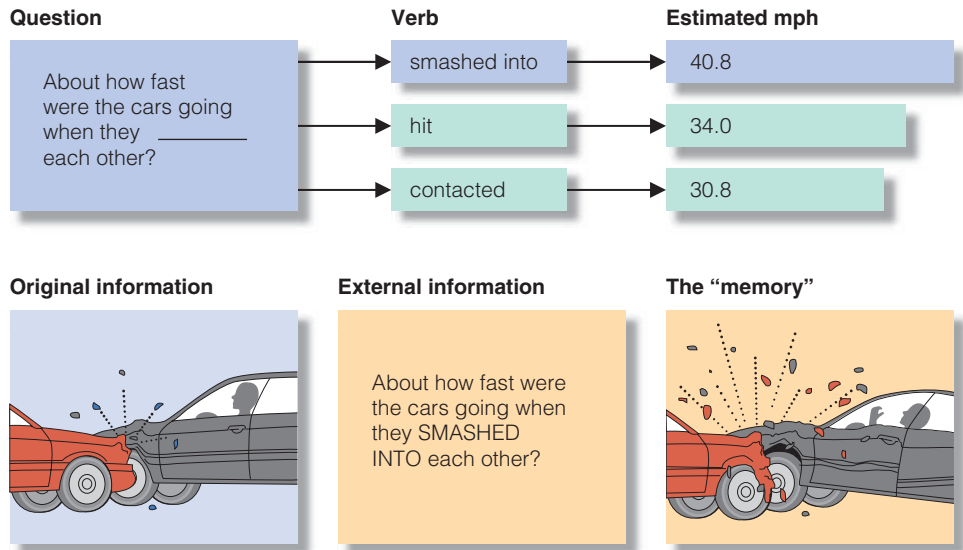 Question
Verb
Estimated mph
About how fast
were the cars going
when they ________
each other?
smashed into
40.8
hit
34.0
contacted
30.8
Original information
External information
The “memory”
About how fast were
the cars going when
they SMASHED
INTO each other?